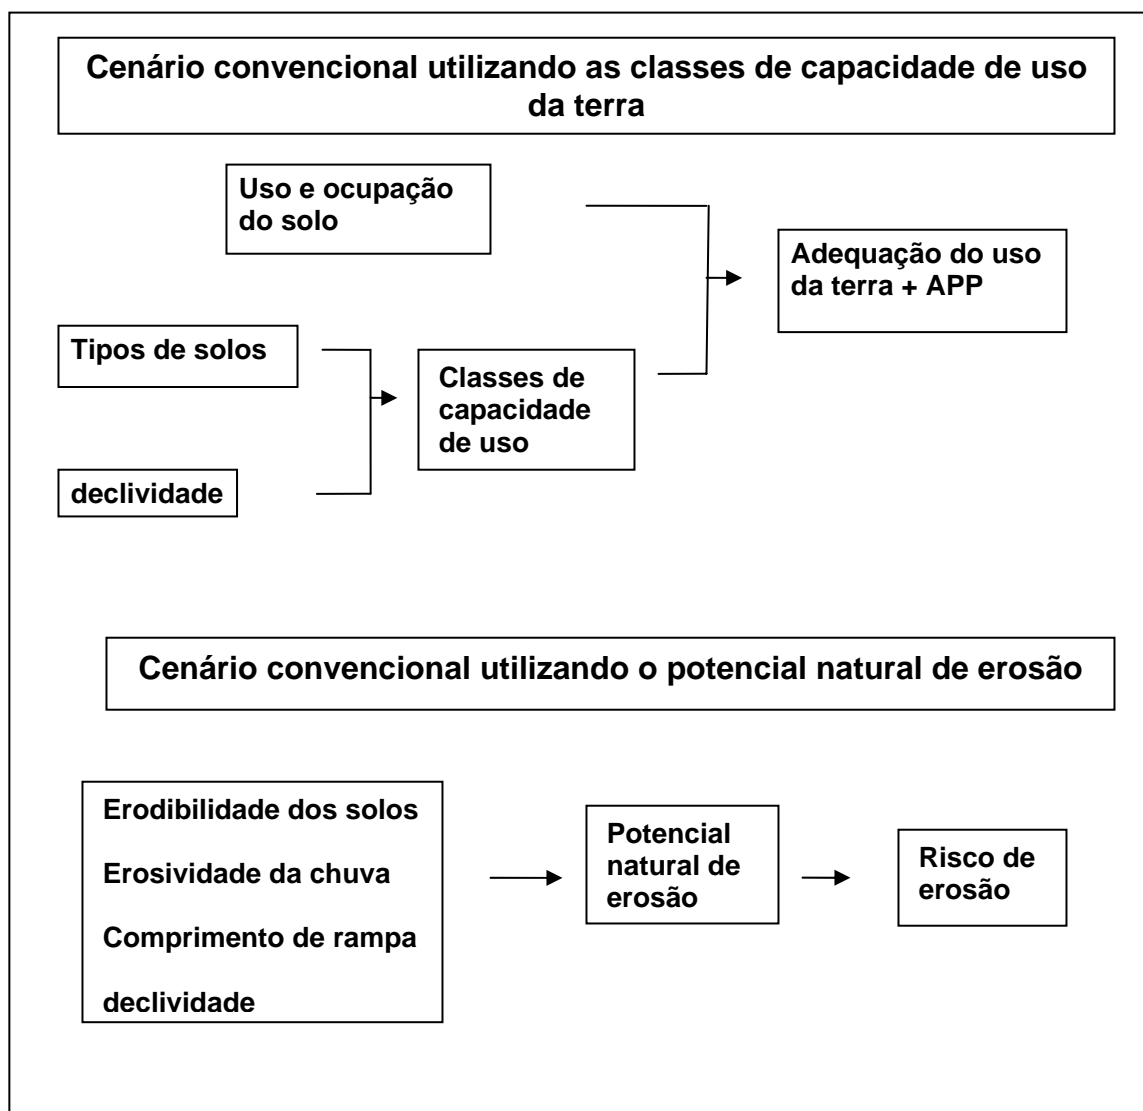 Cenário convencional utilizando as classes de capacidade de uso
da terra
Uso e ocupação
do solo
Adequação do uso
da terra + APP
Tipos de solos
Classes de
capacidade
de uso
declividade
Cenário convencional utilizando o potencial natural de erosão
Erodibilidade dos solos
Erosividade da chuva
Comprimento de rampa
declividade
Potencial
natural de
erosão
Risco de
erosão